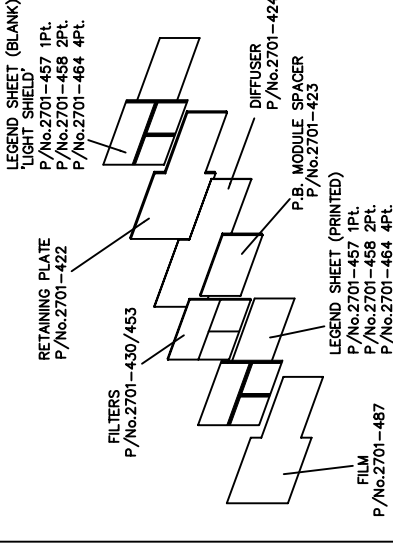 LEGEND SHEET (BLANK)
'LIGHT SHIELD'
P/No.2701-457 1Pt.
P/No.2701-458 2Pt.
P/No.2701-464 4Pt.
RETAINING PLATE
P/No.2701-422
FILTERS
P/No.2701-430/453
DIFFUSER
P/No.2701-424
P.B. MODULE SPACER
P/No.2701-423
LEGEND SHEET (PRINTED)
P/No.2701-457 1Pt.
P/No.2701-458 2Pt.
P/No.2701-464 4Pt.
FILM
P/No.2701-487